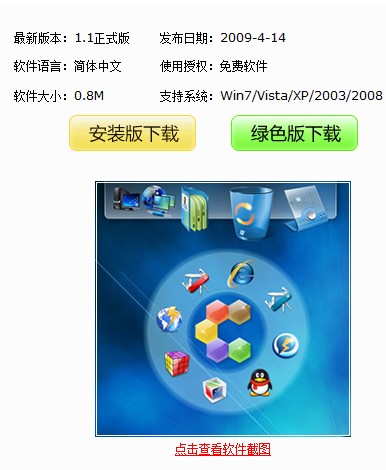 最新版本：1.1正式版 发布日期：2009-4-14
软件语言：简体中文 使用授权：免费软件
软件大小：0.8M 支持系统：Win7/Vista/XP/2003/2008
安装版下载 绿色版下载
点击查看软件截图